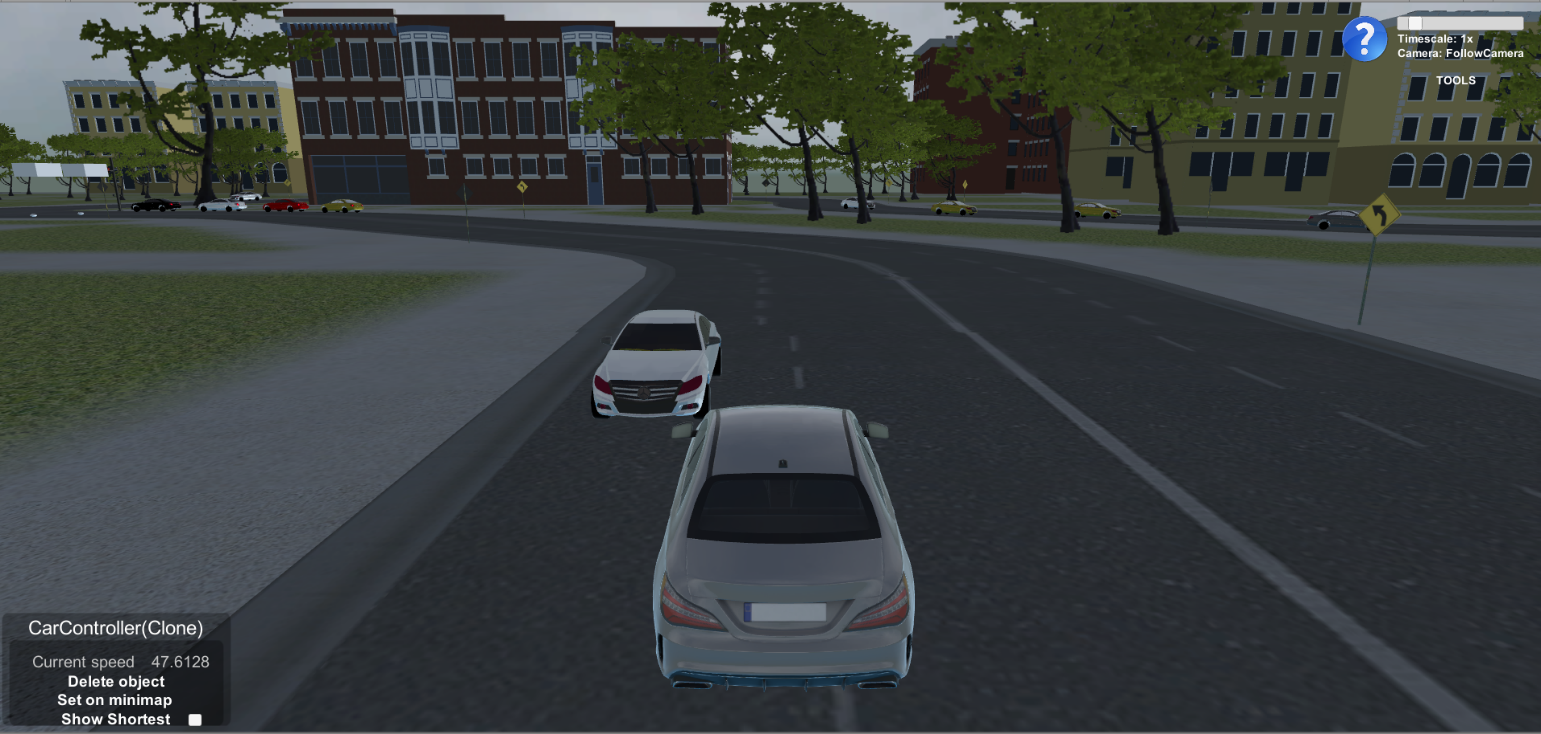 Timescale: 1x
Camera: FollowCamera
TOOLS
CarController(Clone)
Current speed 47.6128
Delete object
Set on minimap
Show Shortest